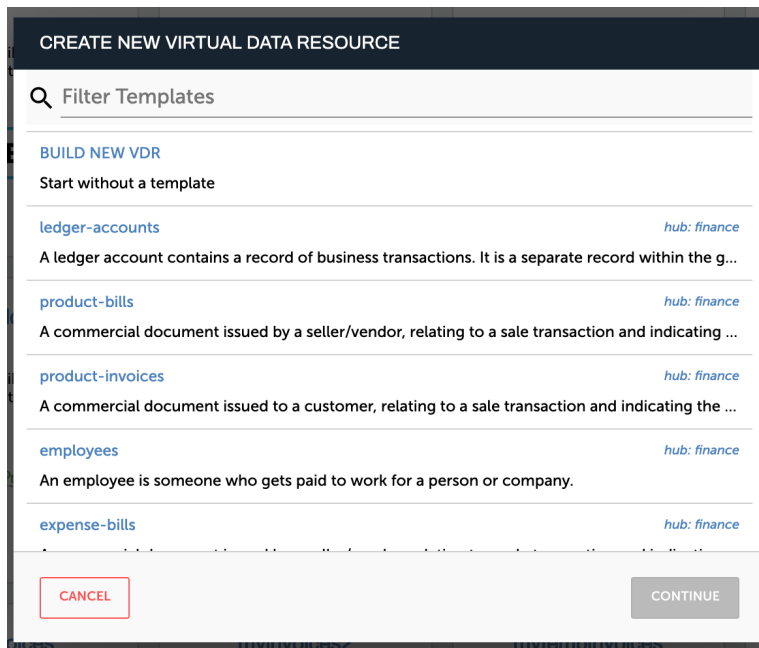 CREATE NEW VIRTUAL DATA RESOURCE
Filter Templates
BUILD NEW VDR
Start without a template
ledger-accounts hub: finance
A ledger account contains a record of business transactions. It is a separate record within the g...
product-bills hub: finance
A commercial document issued by a seller/vendor, relating to a sale transaction and indicating ...
product-invoices hub: finance
A commercial document issued to a customer, relating to a sale transaction and indicating the ...
employees hub: finance
An employee is someone who gets paid to work for a person or company.
expense-bills hub: finance
CANCEL CONTINUE